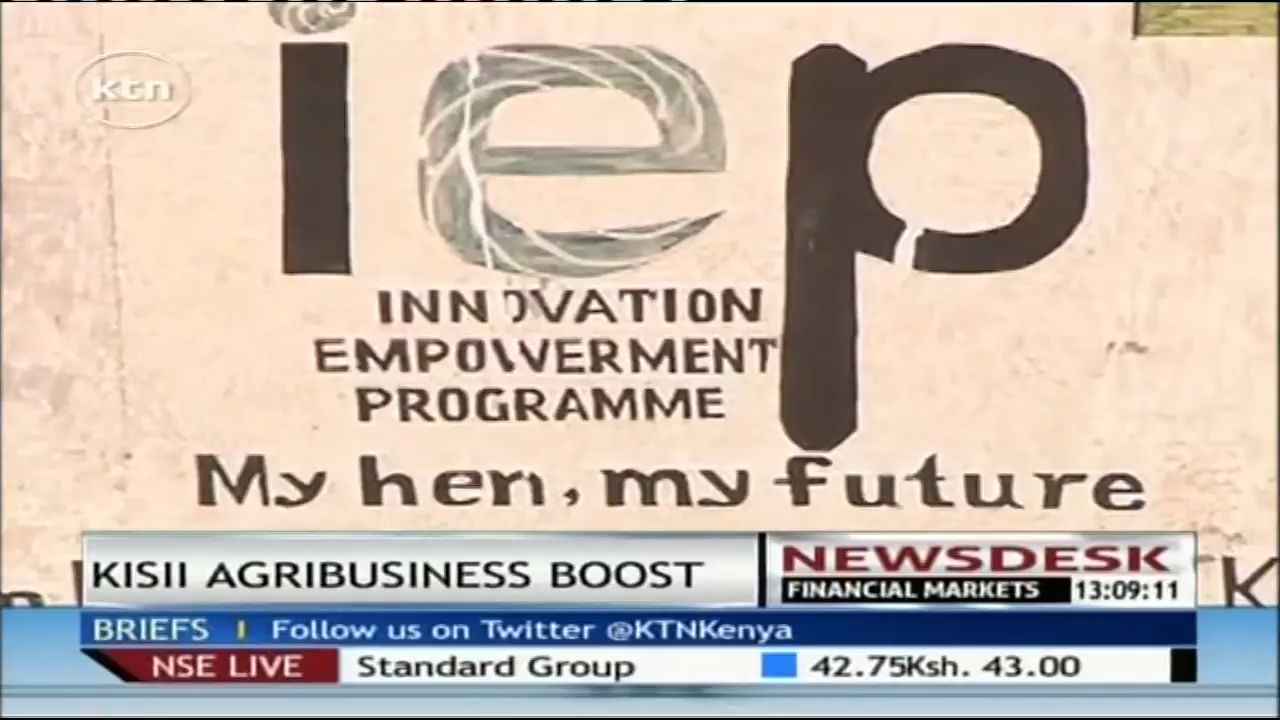 ktn
iep
INNOVATION
EMPOWERMENT
PROGRAMME
My hen, my future
KISII AGRIBUSINESS BOOST
NEWSDESK
FINANCIAL MARKETS 13:09:11
BRIEFS I Follow us on Twitter @KTNKenya
NSE LIVE Standard Group 42.75Ksh. 43.00